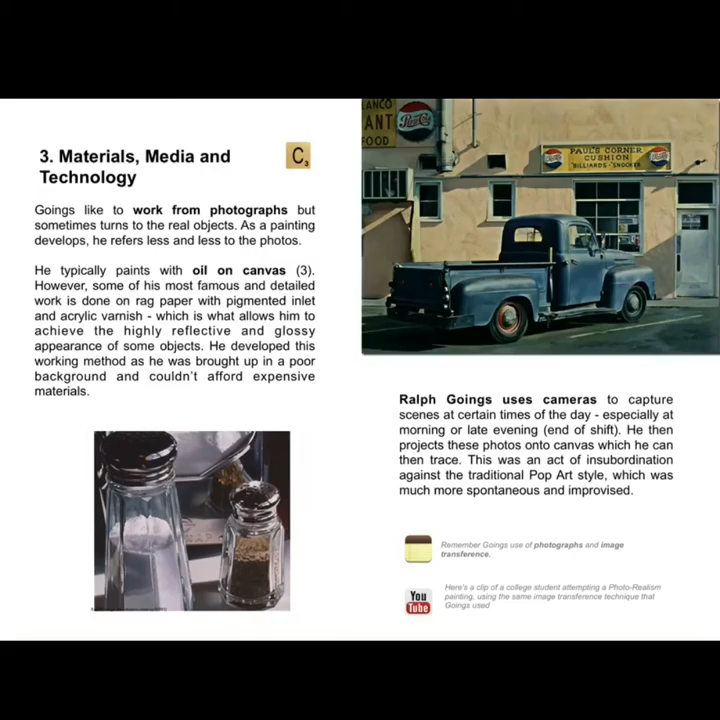 3. Materials, Media and
Technology
C3
Goings like to work from photographs but
sometimes turns to the real objects. As a painting
develops, he refers less and less to the photos.
He typically paints with oil on canvas (3).
However, some of his most famous and detailed
work is done on rag paper with pigmented inlet
and acrylic varnish - which is what allows him to
achieve the highly reflective and glossy
appearance of some objects. He developed this
working method as he was brought up in a poor
background and couldn't afford expensive
materials.
ANCO
ANT
FOOD
PAUL'S CORNER
CUSHION
BILLIARDS-SNOOKER
Ralph Goings uses cameras to capture
scenes at certain times of the day - especially at
morning or late evening (end of shift). He then
projects these photos onto canvas which he can
then trace. This was an act of insubordination
against the traditional Pop Art style, which was
much more spontaneous and improvised.
Remember Goings use of photographs and image
transference.
You
Tube
Here's a clip of a college student attempting a Photo-Realism
painting, using the same image transference technique that
Goings used